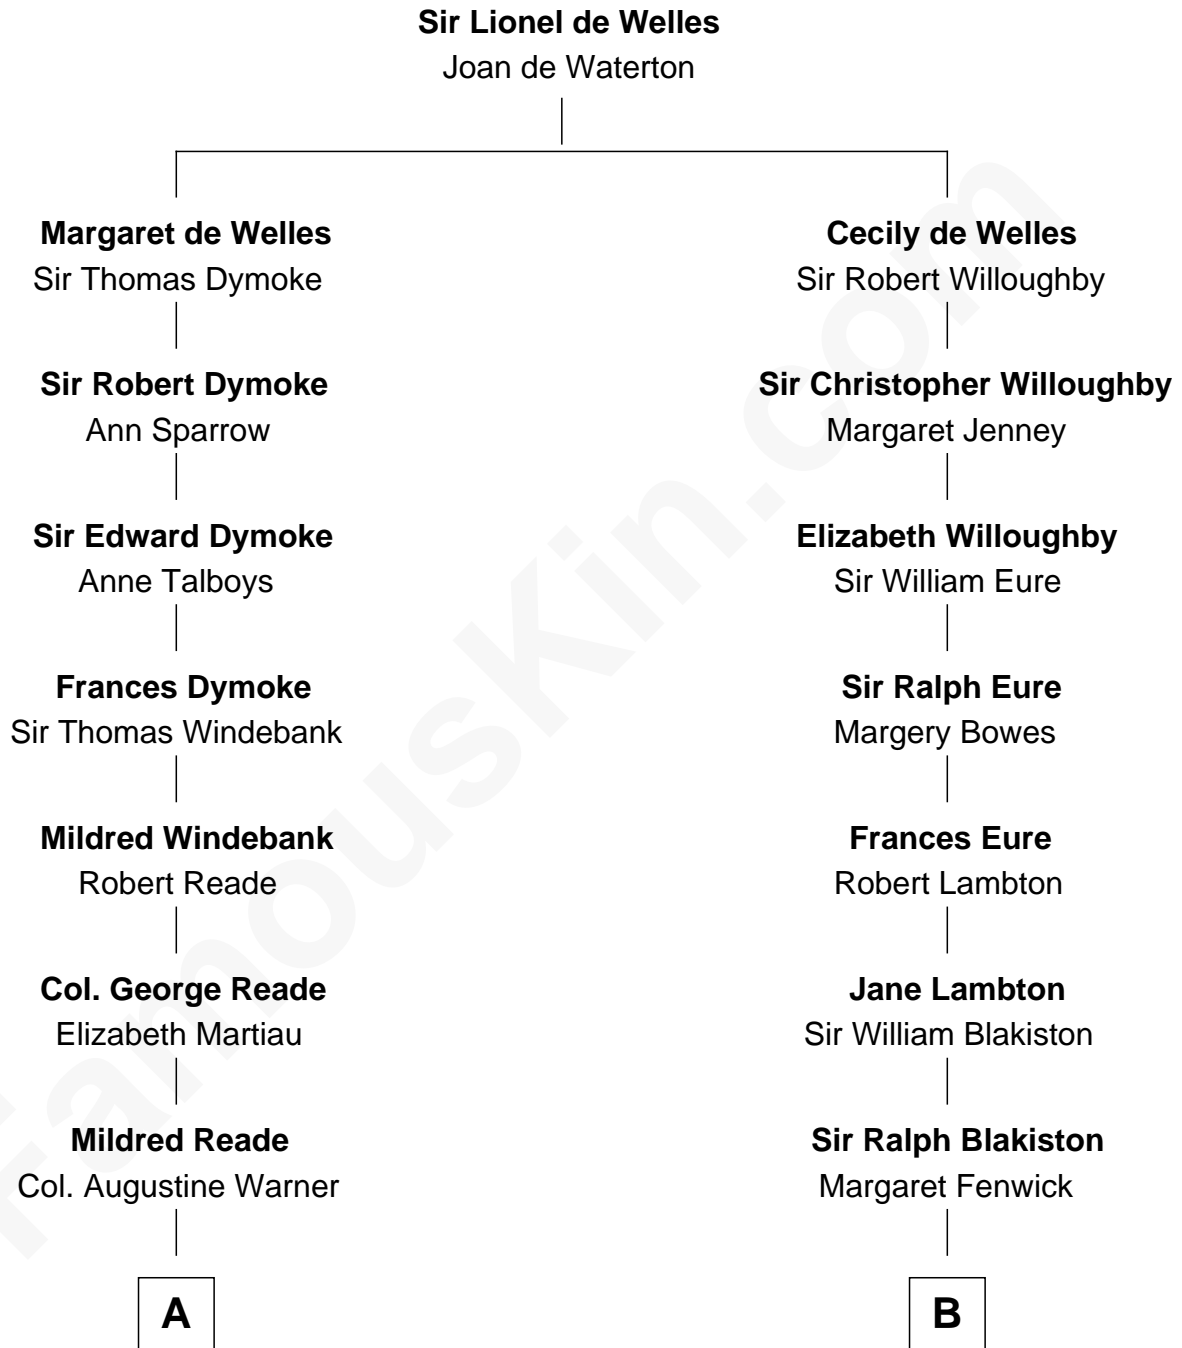 Sir Lionel de Welles
Joan de Waterton
Margaret de Welles
Sir Thomas Dymoke
Cecily de Welles
Sir Robert Willoughby
Sir Robert Dymoke
Ann Sparrow
Sir Christopher Willoughby
Margaret Jenney
Sir Edward Dymoke
Anne Talboys
Elizabeth Willoughby
Sir William Eure
Frances Dymoke
Sir Thomas Windebank
Sir Ralph Eure
Margery Bowes
Mildred Windebank
Robert Reade
Frances Eure
Robert Lambton
Col. George Reade
Elizabeth Martiau
Jane Lambton
Sir William Blakiston
Mildred Reade
Col. Augustine Warner
Sir Ralph Blakiston
Margaret Fenwick
A
B
FamousKin.com